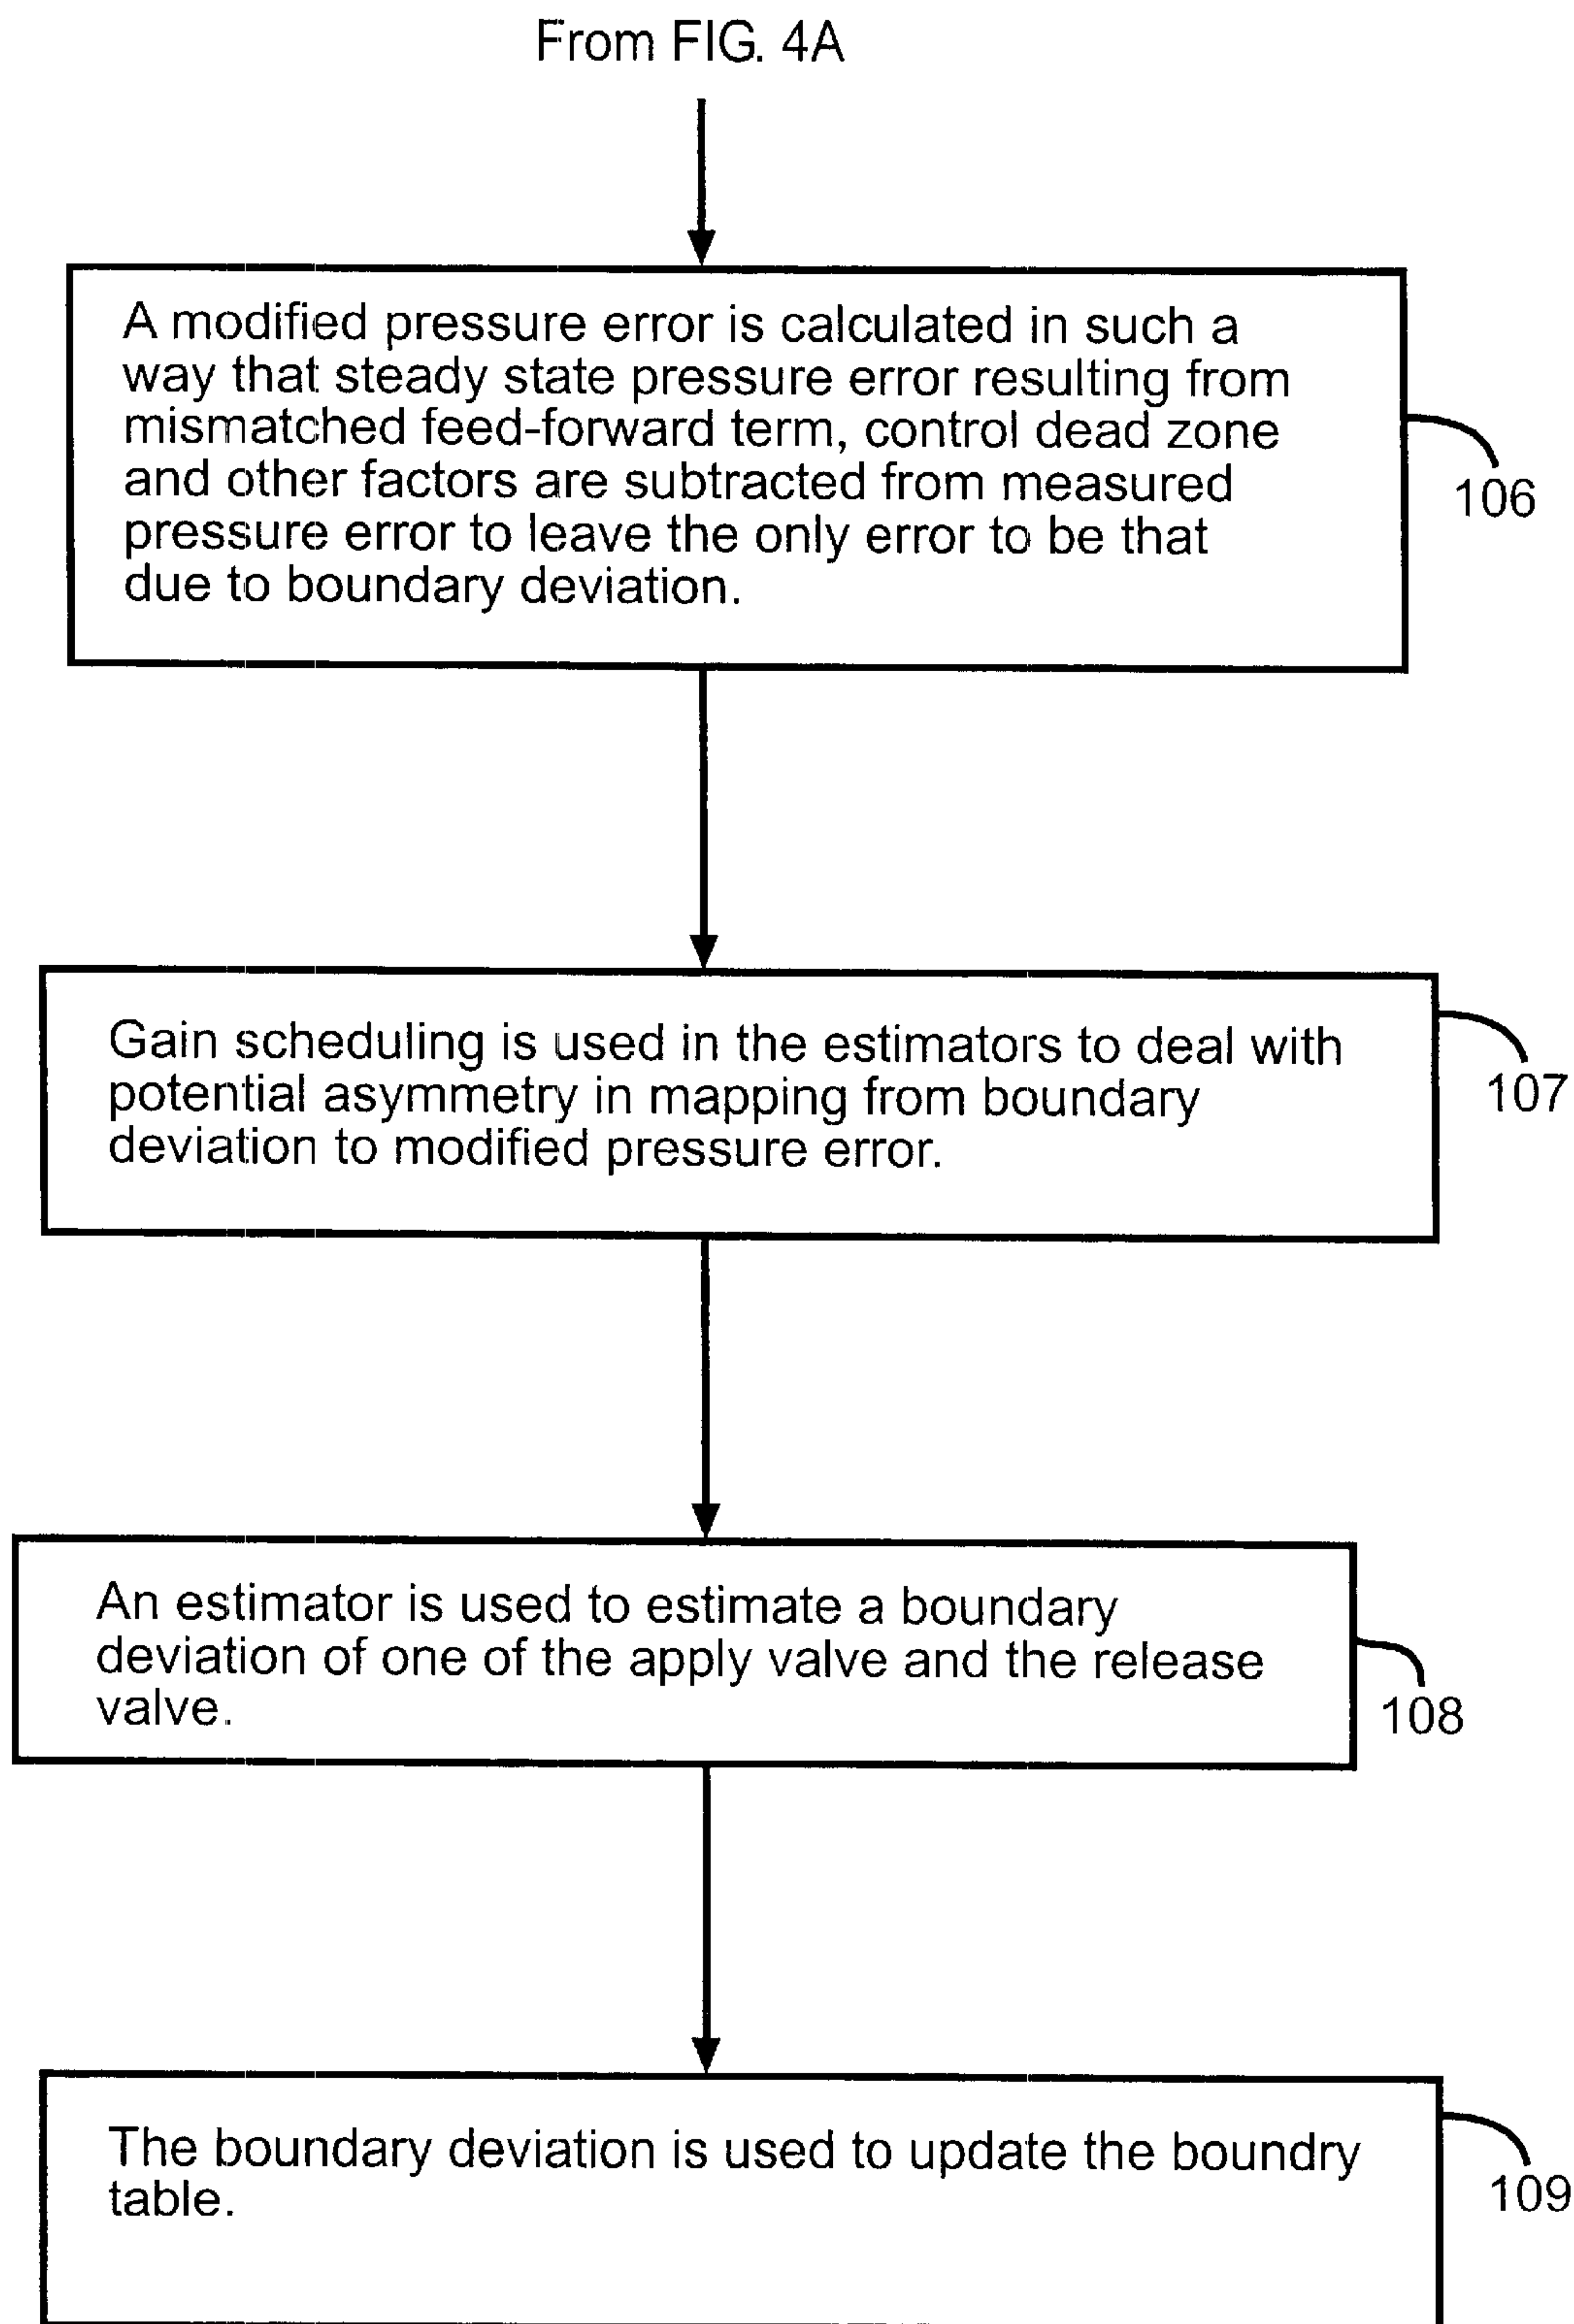 From FIG. 4A
A modified pressure error is calculated in such a
way that steady state pressure error resulting from
mismatched feed-forward term, control dead zone
and other factors are subtracted from measured
pressure error to leave the only error to be that
due to boundary deviation.
106
Gain scheduling is used in the estimators to deal with
potential asymmetry in mapping from boundary
deviation to modified pressure error.
107
An estimator is used to estimate a boundary
deviation of one of the apply valve and the release
valve.
108
The boundary deviation is used to update the boundry
table.
109